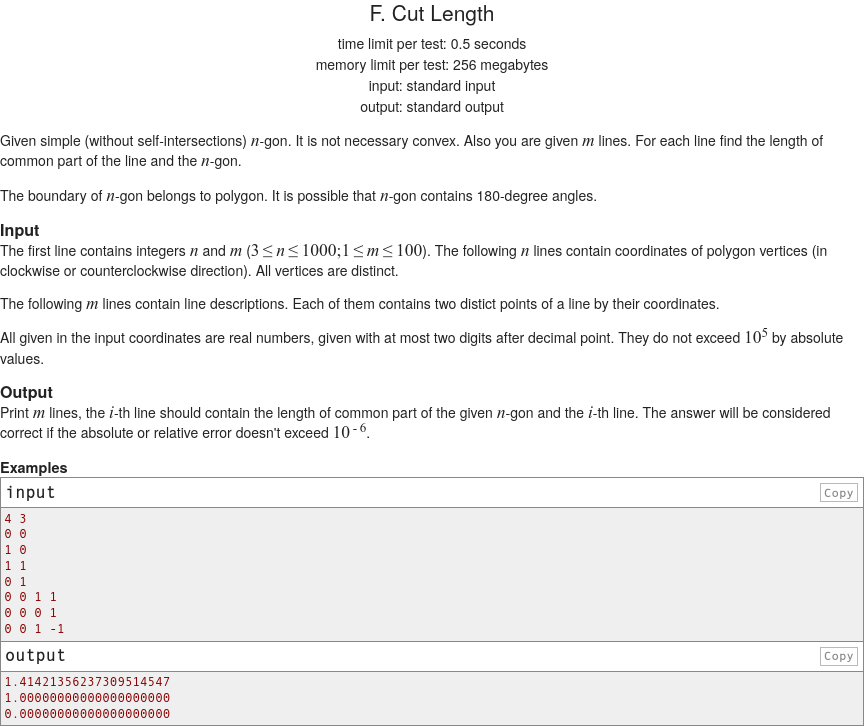 F. Cut Length
time limit per test: 0.5 seconds
memory limit per test: 256 megabytes
input: standard input
output: standard output
Given simple (without self-intersections) n-gon. It is not necessary convex. Also you are given m lines. For each line find the length of
common part of the line and the n-gon.
The boundary of n-gon belongs to polygon. It is possible that n-gon contains 180-degree angles.
Input
The first line contains integers n and m (3 ≤ n ≤ 1000; 1 ≤ m ≤ 100). The following n lines contain coordinates of polygon vertices (in
clockwise or counterclockwise direction). All vertices are distinct.
The following m lines contain line descriptions. Each of them contains two distict points of a line by their coordinates.
All given in the input coordinates are real numbers, given with at most two digits after decimal point. They do not exceed 10^5 by absolute
values.
Output
Print m lines, the i-th line should contain the length of common part of the given n-gon and the i-th line. The answer will be considered
correct if the absolute or relative error doesn't exceed 10^-6.
Examples
input
Copy
4 3
0 0
1 0
1 1
0 1
0 0 1 1
0 0 0 1
0 0 1 -1
output
Copy
1.41421356237309514547
1.00000000000000000000
0.00000000000000000000